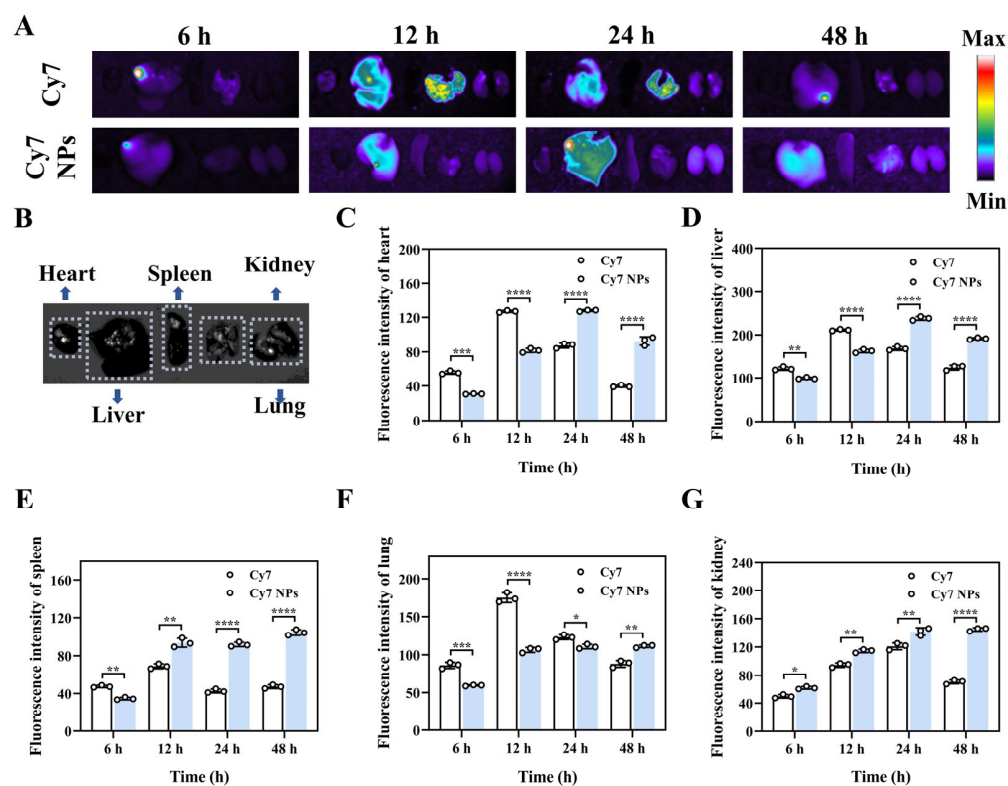 A
6 h 12 h 24 h 48 h
Max
Cy7
Cy7
NPs
Min
B
Heart Spleen Kidney
Liver Lung
C
Fluorescence intensity of heart
200
160
120
80
40
0
Cy7
Cy7 NPs
*** **** **** ****
6 h 12 h 24 h 48 h
Time (h)
D
Fluorescence intensity of liver
400
300
200
100
0
Cy7
Cy7 NPs
** **** **** ****
6 h 12 h 24 h 48 h
Time (h)
E
Fluorescence intensity of spleen
160
120
80
40
0
Cy7
Cy7 NPs
** ** **** ****
6 h 12 h 24 h 48 h
Time (h)
F
Fluorescence intensity of lung
200
150
100
50
0
Cy7
Cy7 NPs
*** **** * **
6 h 12 h 24 h 48 h
Time (h)
G
Fluorescence intensity of kidney
240
200
160
120
80
40
0
Cy7
Cy7 NPs
* ** ** ****
6 h 12 h 24 h 48 h
Time (h)